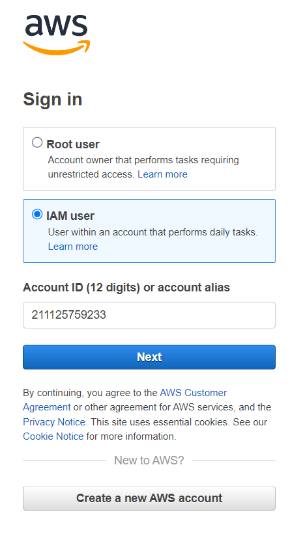 aws
Sign in
Root user
Account owner that performs tasks requiring
unrestricted access. Learn more
IAM user
User within an account that performs daily tasks.
Learn more
Account ID (12 digits) or account alias
211125759233
Next
By continuing, you agree to the AWS Customer
Agreement or other agreement for AWS services, and the
Privacy Notice. This site uses essential cookies. See our
Cookie Notice for more information.
New to AWS?
Create a new AWS account